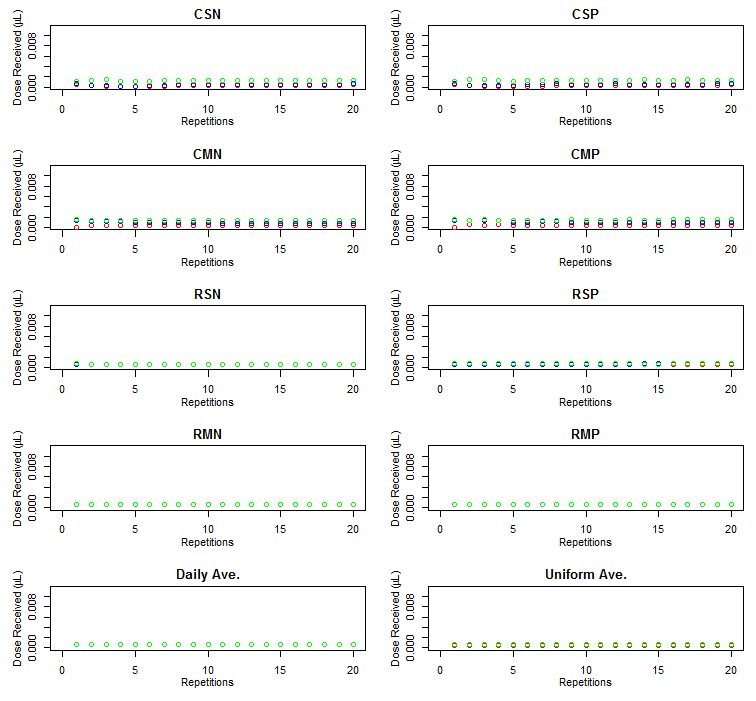 CSN CSP
Dose Received (µL) 0.000 0.008 Dose Received (µL) 0.000 0.008
0 5 10 15 20 0 5 10 15 20
Repetitions Repetitions
CMN CMP
Dose Received (µL) 0.000 0.008 Dose Received (µL) 0.000 0.008
0 5 10 15 20 0 5 10 15 20
Repetitions Repetitions
RSN RSP
Dose Received (µL) 0.000 0.008 Dose Received (µL) 0.000 0.008
0 5 10 15 20 0 5 10 15 20
Repetitions Repetitions
RMN RMP
Dose Received (µL) 0.000 0.008 Dose Received (µL) 0.000 0.008
0 5 10 15 20 0 5 10 15 20
Repetitions Repetitions
Daily Ave. Uniform Ave.
Dose Received (µL) 0.000 0.008 Dose Received (µL) 0.000 0.008
0 5 10 15 20 0 5 10 15 20
Repetitions Repetitions